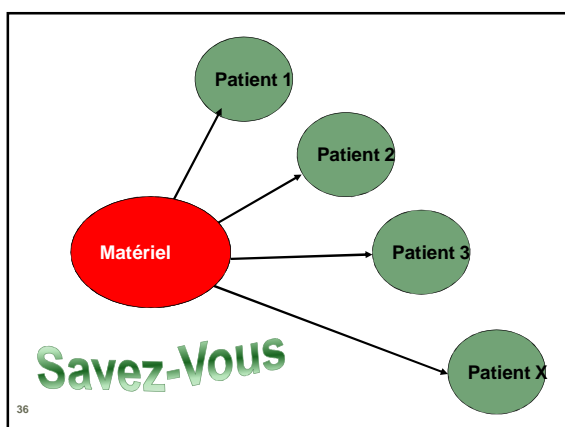 Patient 1
Patient 2
Matériel
Patient 3
Savez-Vous
Patient X
36